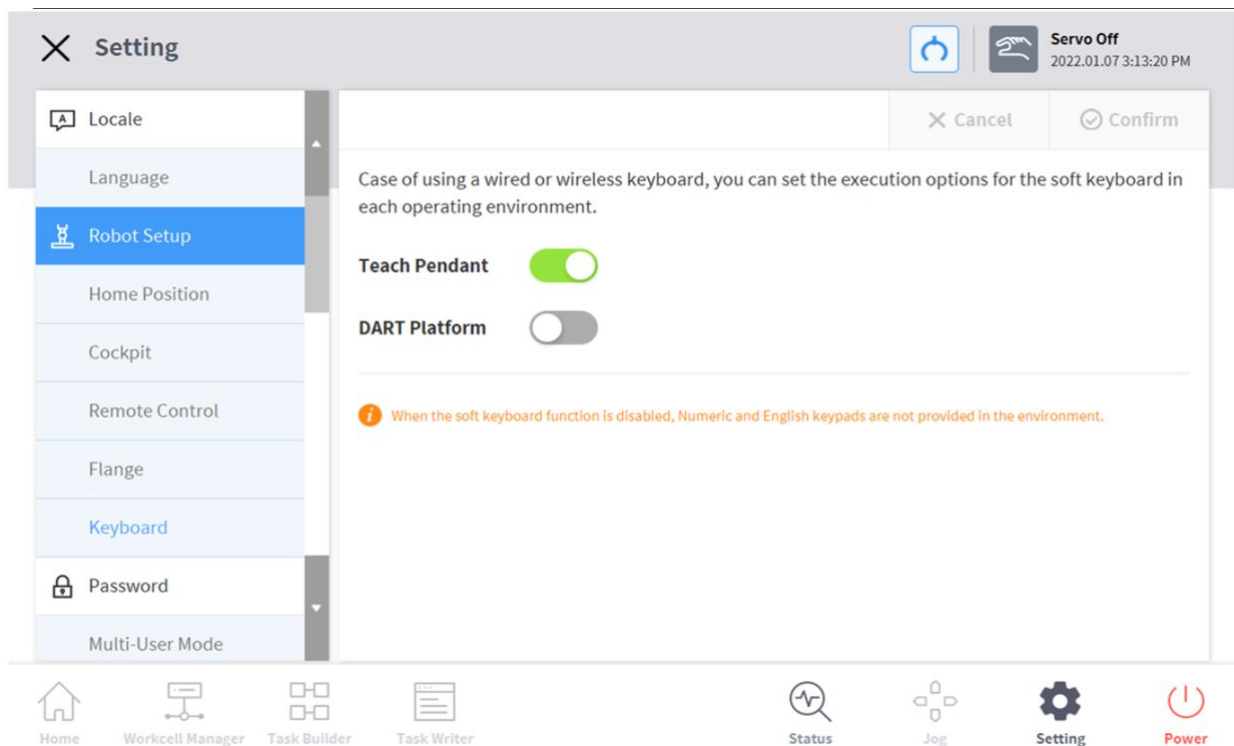 Setting
Servo Off
2022.01.07 3:13:20 PM
Locale
Language
Robot Setup
Home Position
Cockpit
Remote Control
Flange
Keyboard
Password
Multi-User Mode
Cancel
Confirm
Case of using a wired or wireless keyboard, you can set the execution options for the soft keyboard in
each operating environment.
Teach Pendant
DART Platform
When the soft keyboard function is disabled, Numeric and English keypads are not provided in the environment.
Home
Workcell Manager
Task Builder
Task Writer
Status
Jog
Setting
Power